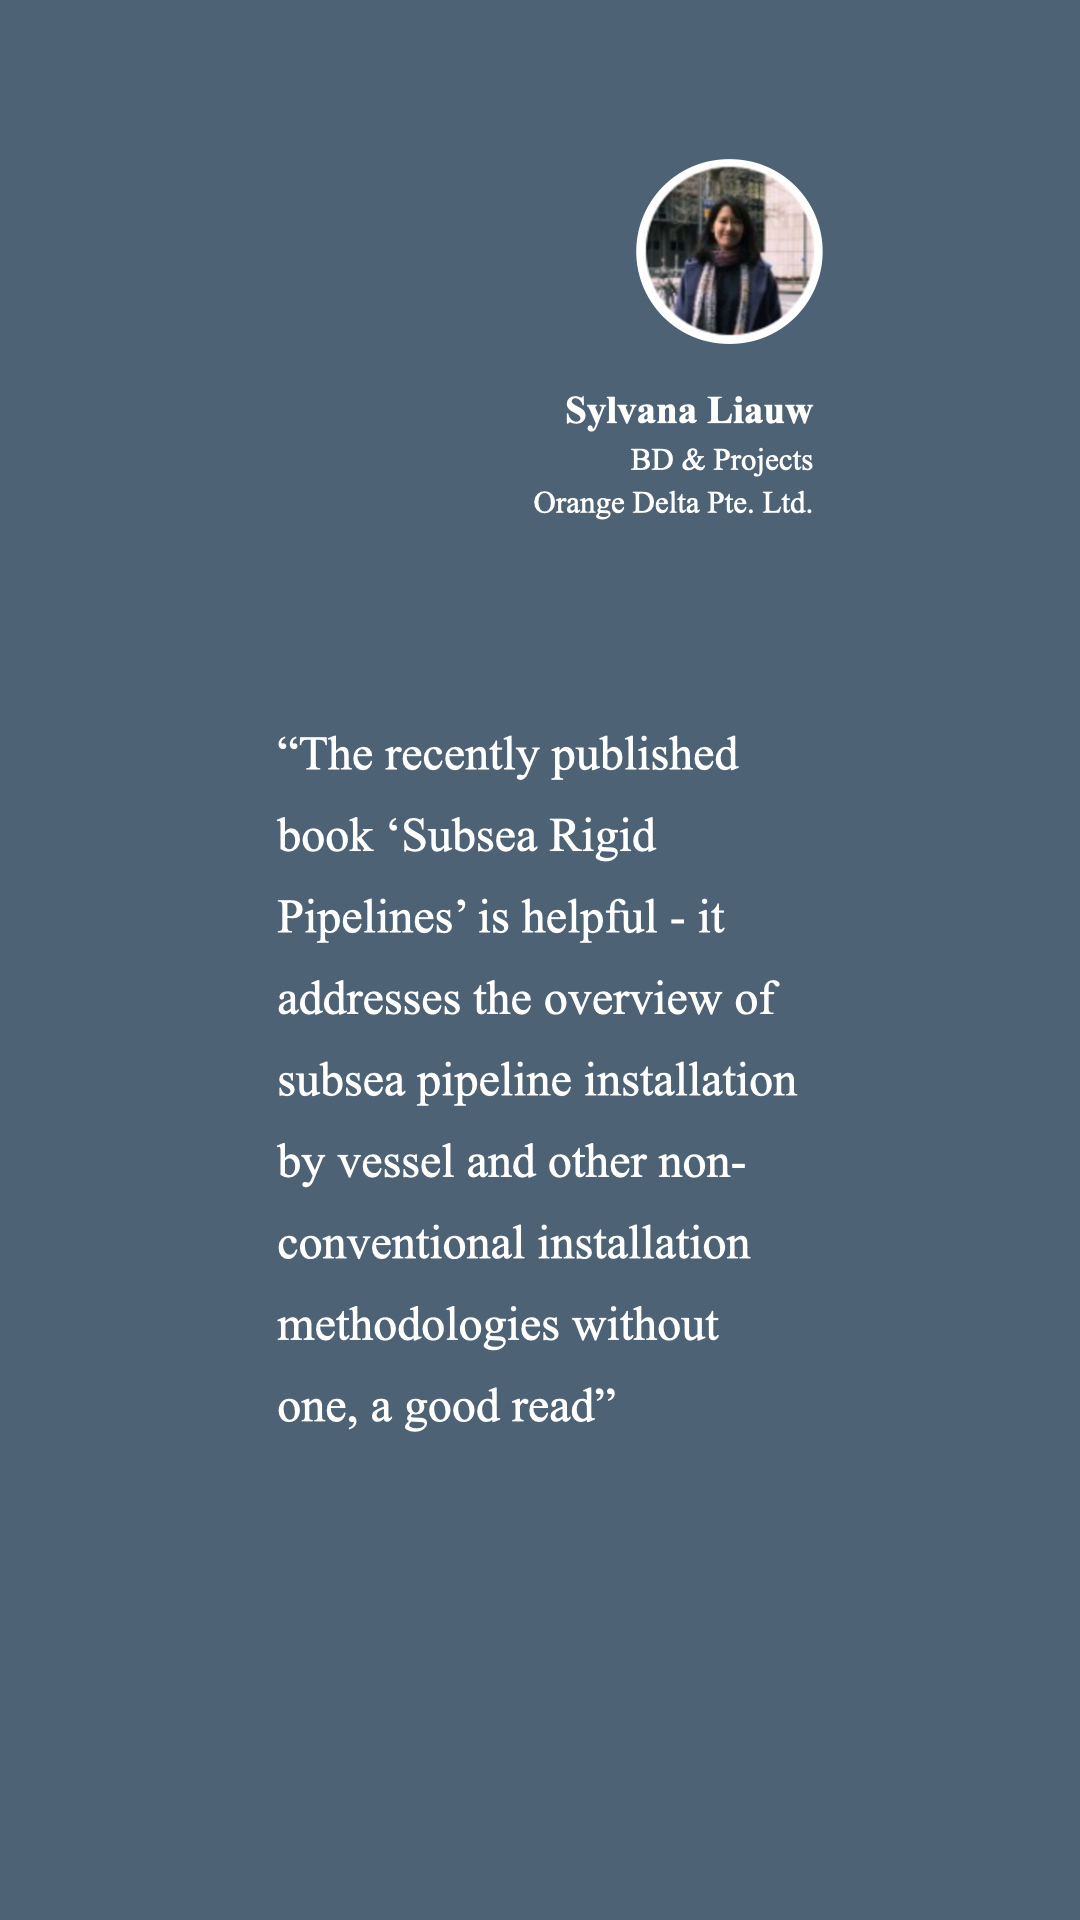 Sylvana Liauw
BD & Projects
Orange Delta Pte. Ltd.
“The recently published
book ‘Subsea Rigid
Pipelines’ is helpful - it
addresses the overview of
subsea pipeline installation
by vessel and other non-
conventional installation
methodologies without
one, a good read”